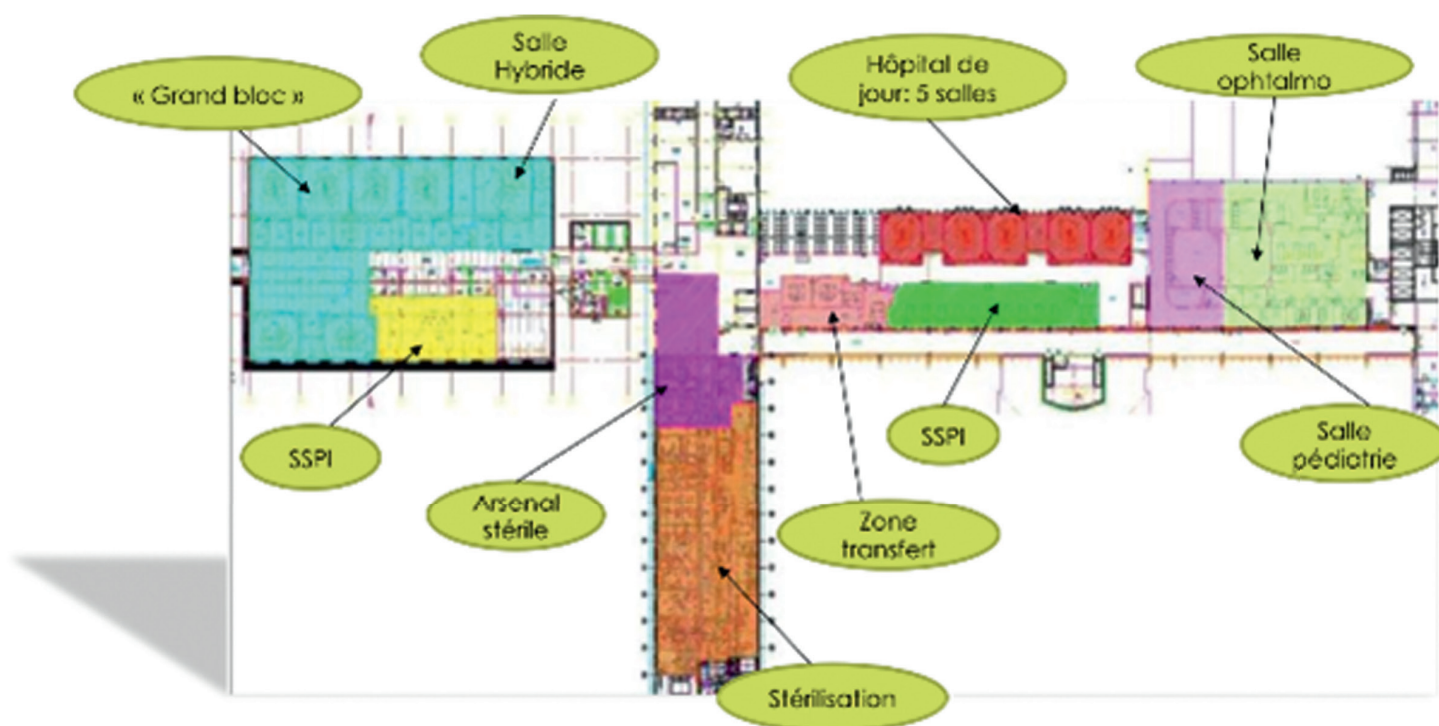 Salle
Hybride
« Grand bloc »
Hôpital de
jour: 5 salles
Salle
ophtalmo
SSPI
Arsenal
stérile
SSPI
Zone
transfert
Salle
pédiatrie
Stérilisation